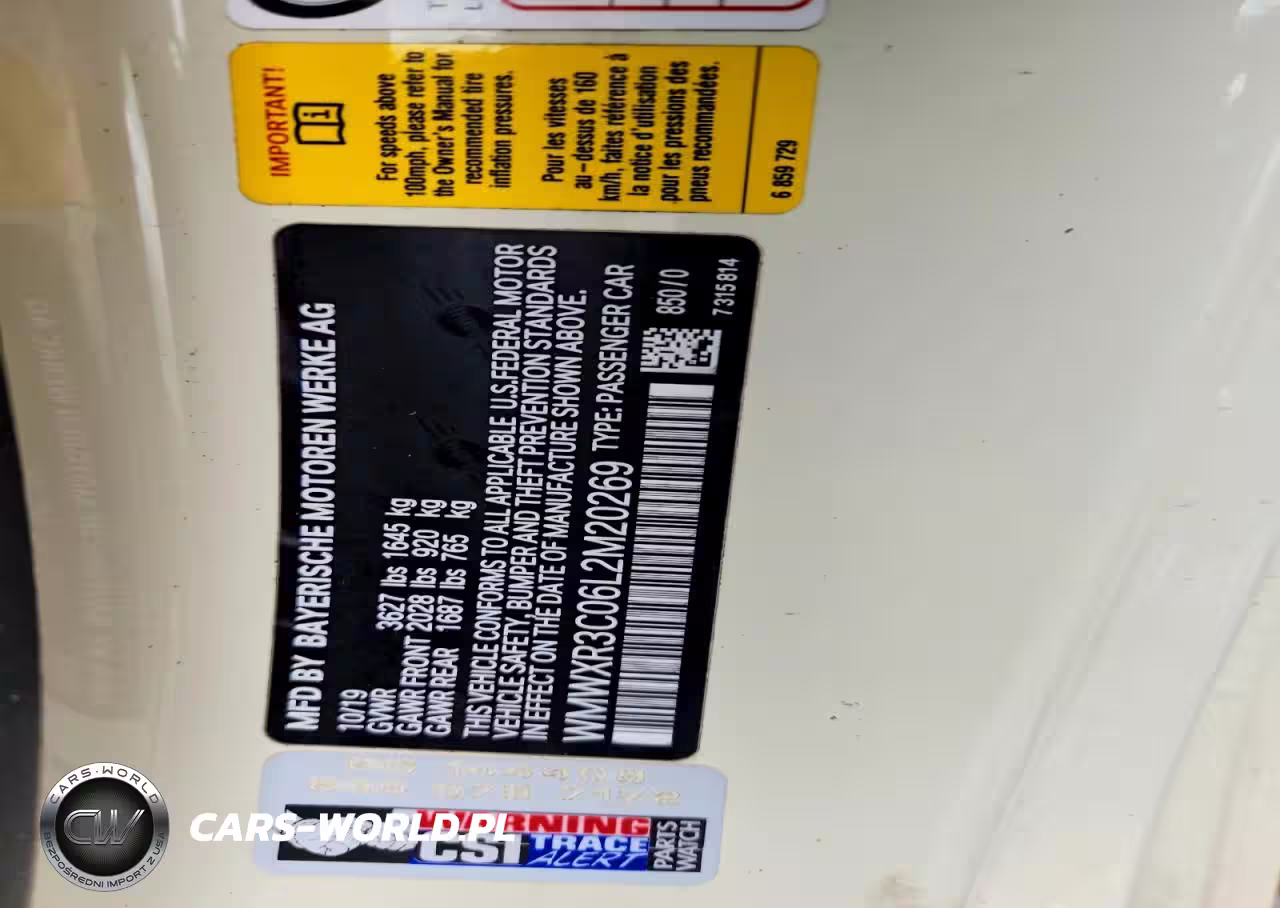 IMPORTANT!
i
For speeds above
100mph, please refer to
the Owner's Manual for
recommended tire
inflation pressures.
Pour les vitesses
au-dessus de 160
km/h, faites référence à
la notice d'utilisation
pour les pressions des
pneus recommandées.
6 859 729
MFD BY BAYERISCHE MOTOREN WERKE AG
10/19
GVWR 3627 lbs 1645 kg
GAWR FRONT 2028 lbs 920 kg
GAWR REAR 1687 lbs 765 kg
THIS VEHICLE CONFORMS TO ALL APPLICABLE U.S.FEDERAL MOTOR
VEHICLE SAFETY, BUMPER AND THEFT PREVENTION STANDARDS
IN EFFECT ON THE DATE OF MANUFACTURE SHOWN ABOVE.
WMWXR3C06L2M20269 TYPE: PASSENGER CAR
850/0
7 315 814
WARNING
CSI TRACE
ALERT
PARTS
WATCH
CARS-WORLD
CW
BEZPOŚREDNI IMPORT Z USA
CARS-WORLD.PL